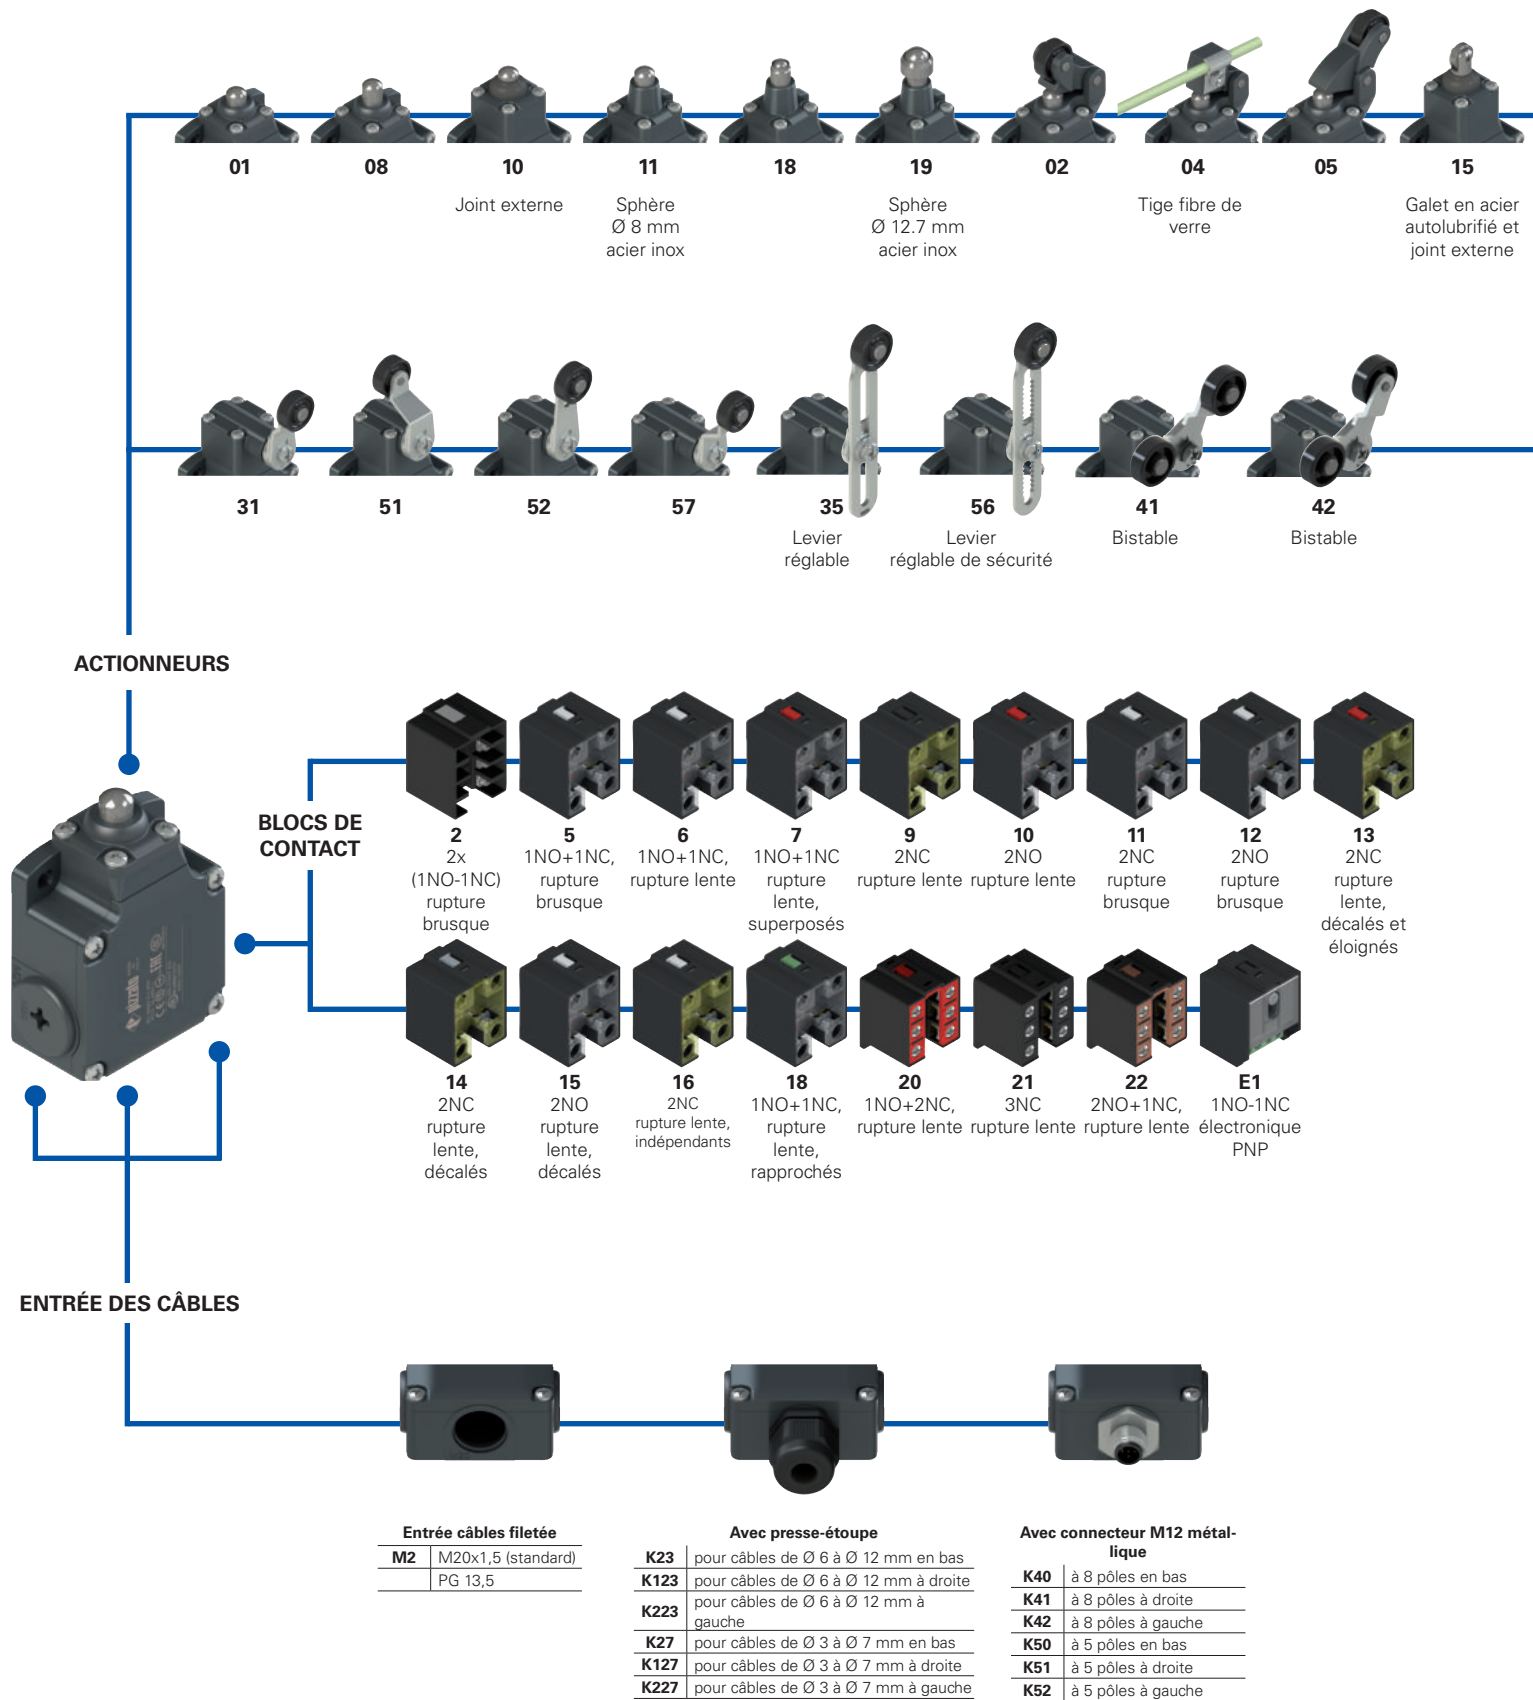 01 08 10 11 18 19 02 04 05 15
Joint externe
Sphère
Ø 8 mm
acier inox
Sphère
Ø 12.7 mm
acier inox
Tige fibre de
verre
Galet en acier
autolubrifié et
joint externe
31 51 52 57 35 56 41 42
Levier
réglable
Levier
réglable de sécurité
Bistable
Bistable
ACTIONNEURS
BLOCS DE
CONTACT
2
2x
(1NO-1NC)
rupture
brusque
5
1NO+1NC,
rupture
brusque
6
1NO+1NC,
rupture lente
7
1NO+1NC
rupture
lente,
superposés
9
2NC
rupture lente
10
2NO
rupture lente
11
2NC
rupture
brusque
12
2NO
rupture
brusque
13
2NC
rupture
lente,
décalés et
éloignés
pizzato
14
2NC
rupture
lente,
décalés
15
2NO
rupture
lente,
décalés
16
2NC
rupture lente,
indépendants
18
1NO+1NC,
rupture
lente,
rapprochés
20
1NO+2NC,
rupture lente
21
3NC
rupture lente
22
2NO+1NC,
rupture lente
E1
1NO-1NC
électronique
PNP
ENTRÉE DES CÂBLES
Entrée câbles filetée
M2 M20x1,5 (standard)
PG 13,5
Avec presse-étoupe
K23 pour câbles de Ø 6 à Ø 12 mm en bas
K123 pour câbles de Ø 6 à Ø 12 mm à droite
K223 pour câbles de Ø 6 à Ø 12 mm à
gauche
K27 pour câbles de Ø 3 à Ø 7 mm en bas
K127 pour câbles de Ø 3 à Ø 7 mm à droite
K227 pour câbles de Ø 3 à Ø 7 mm à gauche
Avec connecteur M12 métal-
lique
K40 à 8 pôles en bas
K41 à 8 pôles à droite
K42 à 8 pôles à gauche
K50 à 5 pôles en bas
K51 à 5 pôles à droite
K52 à 5 pôles à gauche